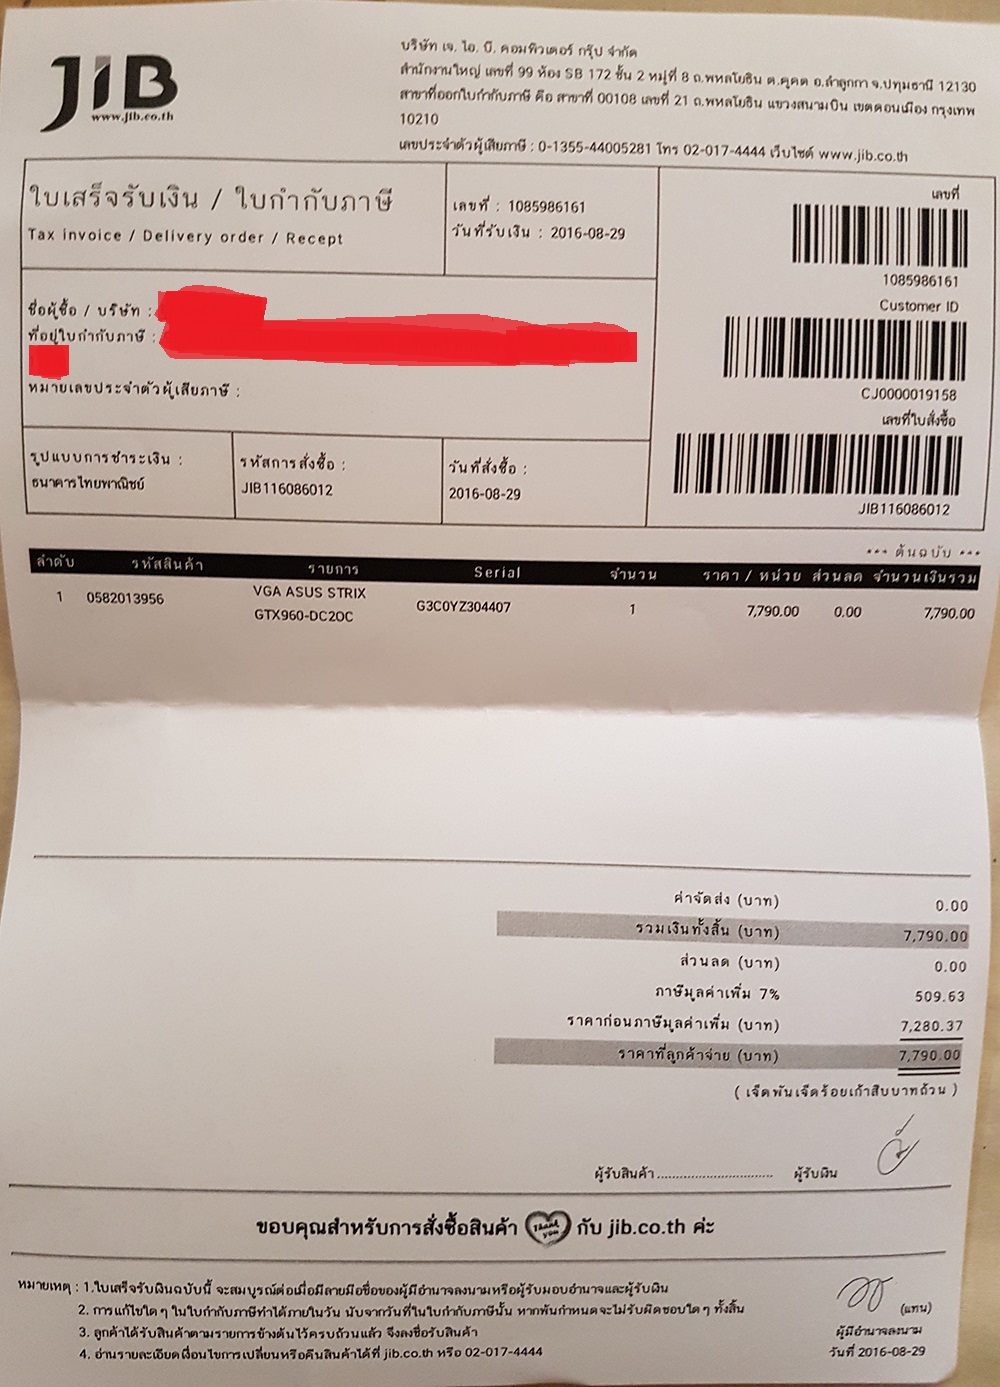 JIB
www.jib.co.th
บริษัท เจ. ไอ. บี. คอมพิวเตอร์ กรุ๊ป จำกัด
สำนักงานใหญ่ เลขที่ 99 ห้อง SB 172 ชั้น 2 หมู่ที่ 8 ถ.พหลโยธิน ต.คูคต อ.ลำลูกกา จ.ปทุมธานี 12130
สาขาที่ออกใบกำกับภาษี คือ สาขาที่ 00108 เลขที่ 21 ถ.พหลโยธิน แขวงสนามบิน เขตดอนเมือง กรุงเทพ
10210
เลขประจำตัวผู้เสียภาษี : 0-1355-44005281 โทร 02-017-4444 เว็บไซต์ www.jib.co.th
ใบเสร็จรับเงิน / ใบกำกับภาษี
Tax invoice / Delivery order / Recept
เลขที่ : 1085986161
วันที่รับเงิน : 2016-08-29
เลขที่
1085986161
Customer ID
CJ0000019158
เลขที่ใบสั่งซื้อ
JIB116086012
ชื่อผู้ซื้อ / บริษัท :
ที่อยู่ใบกำกับภาษี :
หมายเลขประจำตัวผู้เสียภาษี :
รูปแบบการชำระเงิน :
ธนาคารไทยพาณิชย์
รหัสการสั่งซื้อ :
JIB116086012
วันที่สั่งซื้อ :
2016-08-29
*** ต้นฉบับ ***
ลำดับ รหัสสินค้า รายการ Serial จำนวน ราคา / หน่วย ส่วนลด จำนวนเงินรวม
1 0582013956 VGA ASUS STRIX G3C0YZ304407 1 7,790.00 0.00 7,790.00
GTX960-DC2OC
ค่าจัดส่ง (บาท) 0.00
รวมเงินทั้งสิ้น (บาท) 7,790.00
ส่วนลด (บาท) 0.00
ภาษีมูลค่าเพิ่ม 7% 509.63
ราคาก่อนภาษีมูลค่าเพิ่ม (บาท) 7,280.37
ราคาที่ลูกค้าจ่าย (บาท) 7,790.00
( เจ็ดพันเจ็ดร้อยเก้าสิบบาทถ้วน )
ผู้รับสินค้า............................ ผู้รับเงิน
ขอบคุณสำหรับการสั่งซื้อสินค้า Thank you กับ jib.co.th ค่ะ
หมายเหตุ : 1.ใบเสร็จรับเงินฉบับนี้ จะสมบูรณ์ต่อเมื่อมีลายมือชื่อของผู้มีอำนาจลงนามหรือผู้รับมอบอำนาจและผู้รับเงิน
2. การแก้ไขใดๆ ในใบกำกับภาษีทำได้ภายในวัน นับจากวันที่ในใบกำกับภาษีนั้น หากพ้นกำหนดจะไม่รับผิดชอบใดๆ ทั้งสิ้น
3. ลูกค้าได้รับสินค้าตามรายการข้างต้นไว้ครบถ้วนแล้ว จึงลงชื่อรับสินค้า
4. อ่านรายละเอียดเงื่อนไขการเปลี่ยนหรือคืนสินค้าได้ที่ jib.co.th หรือ 02-017-4444
(แทน)
ผู้มีอำนาจลงนาม
วันที่ 2016-08-29